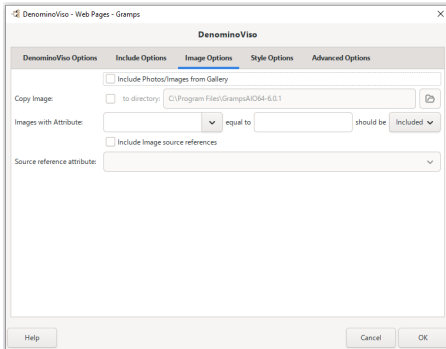 DenominoViso - Web Pages - Gramps
DenominoViso
DenominoViso Options Include Options Image Options Style Options Advanced Options
Include Photos/Images from Gallery
Copy Image: to directory: C:\Program Files\GrampsAIO64-6.0.1
Images with Attribute: equal to should be Included
Include Image source references
Source reference attribute:
Help Cancel OK